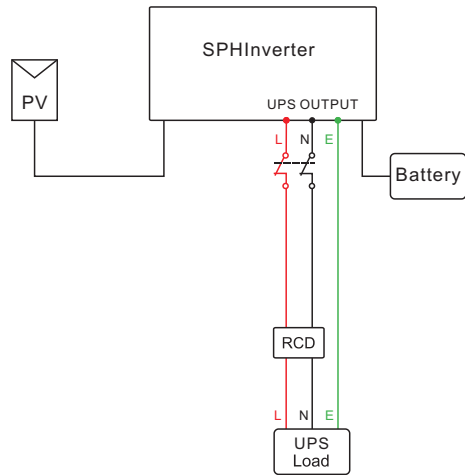 SPHInverter
PV
UPS OUTPUT
L N E
Battery
RCD
L N E
UPS
Load